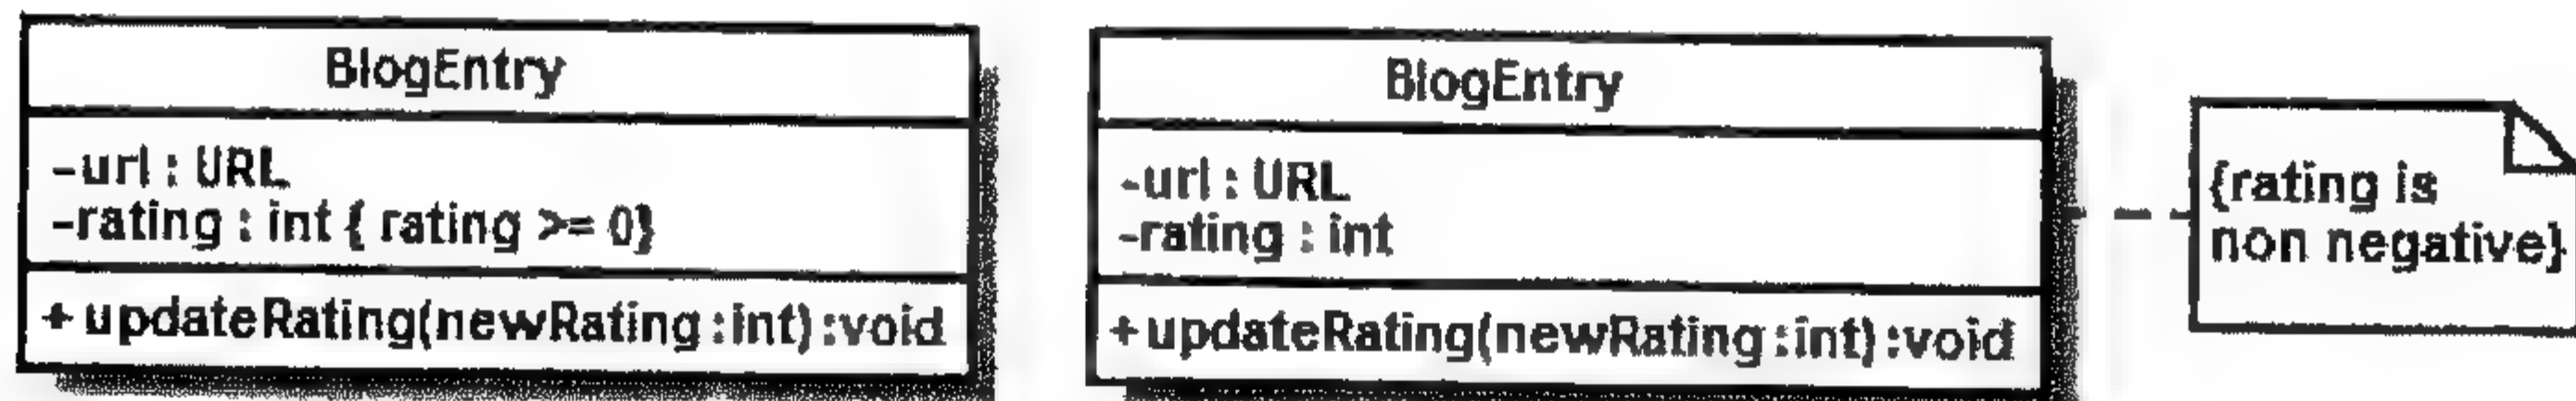 BlogEntry
-url : URL
-rating : int { rating >= 0}
+ updateRating(newRating :int) :void
BlogEntry
-url : URL
-rating : int
+updateRating(newRating :int) :void
{rating is
non negative}